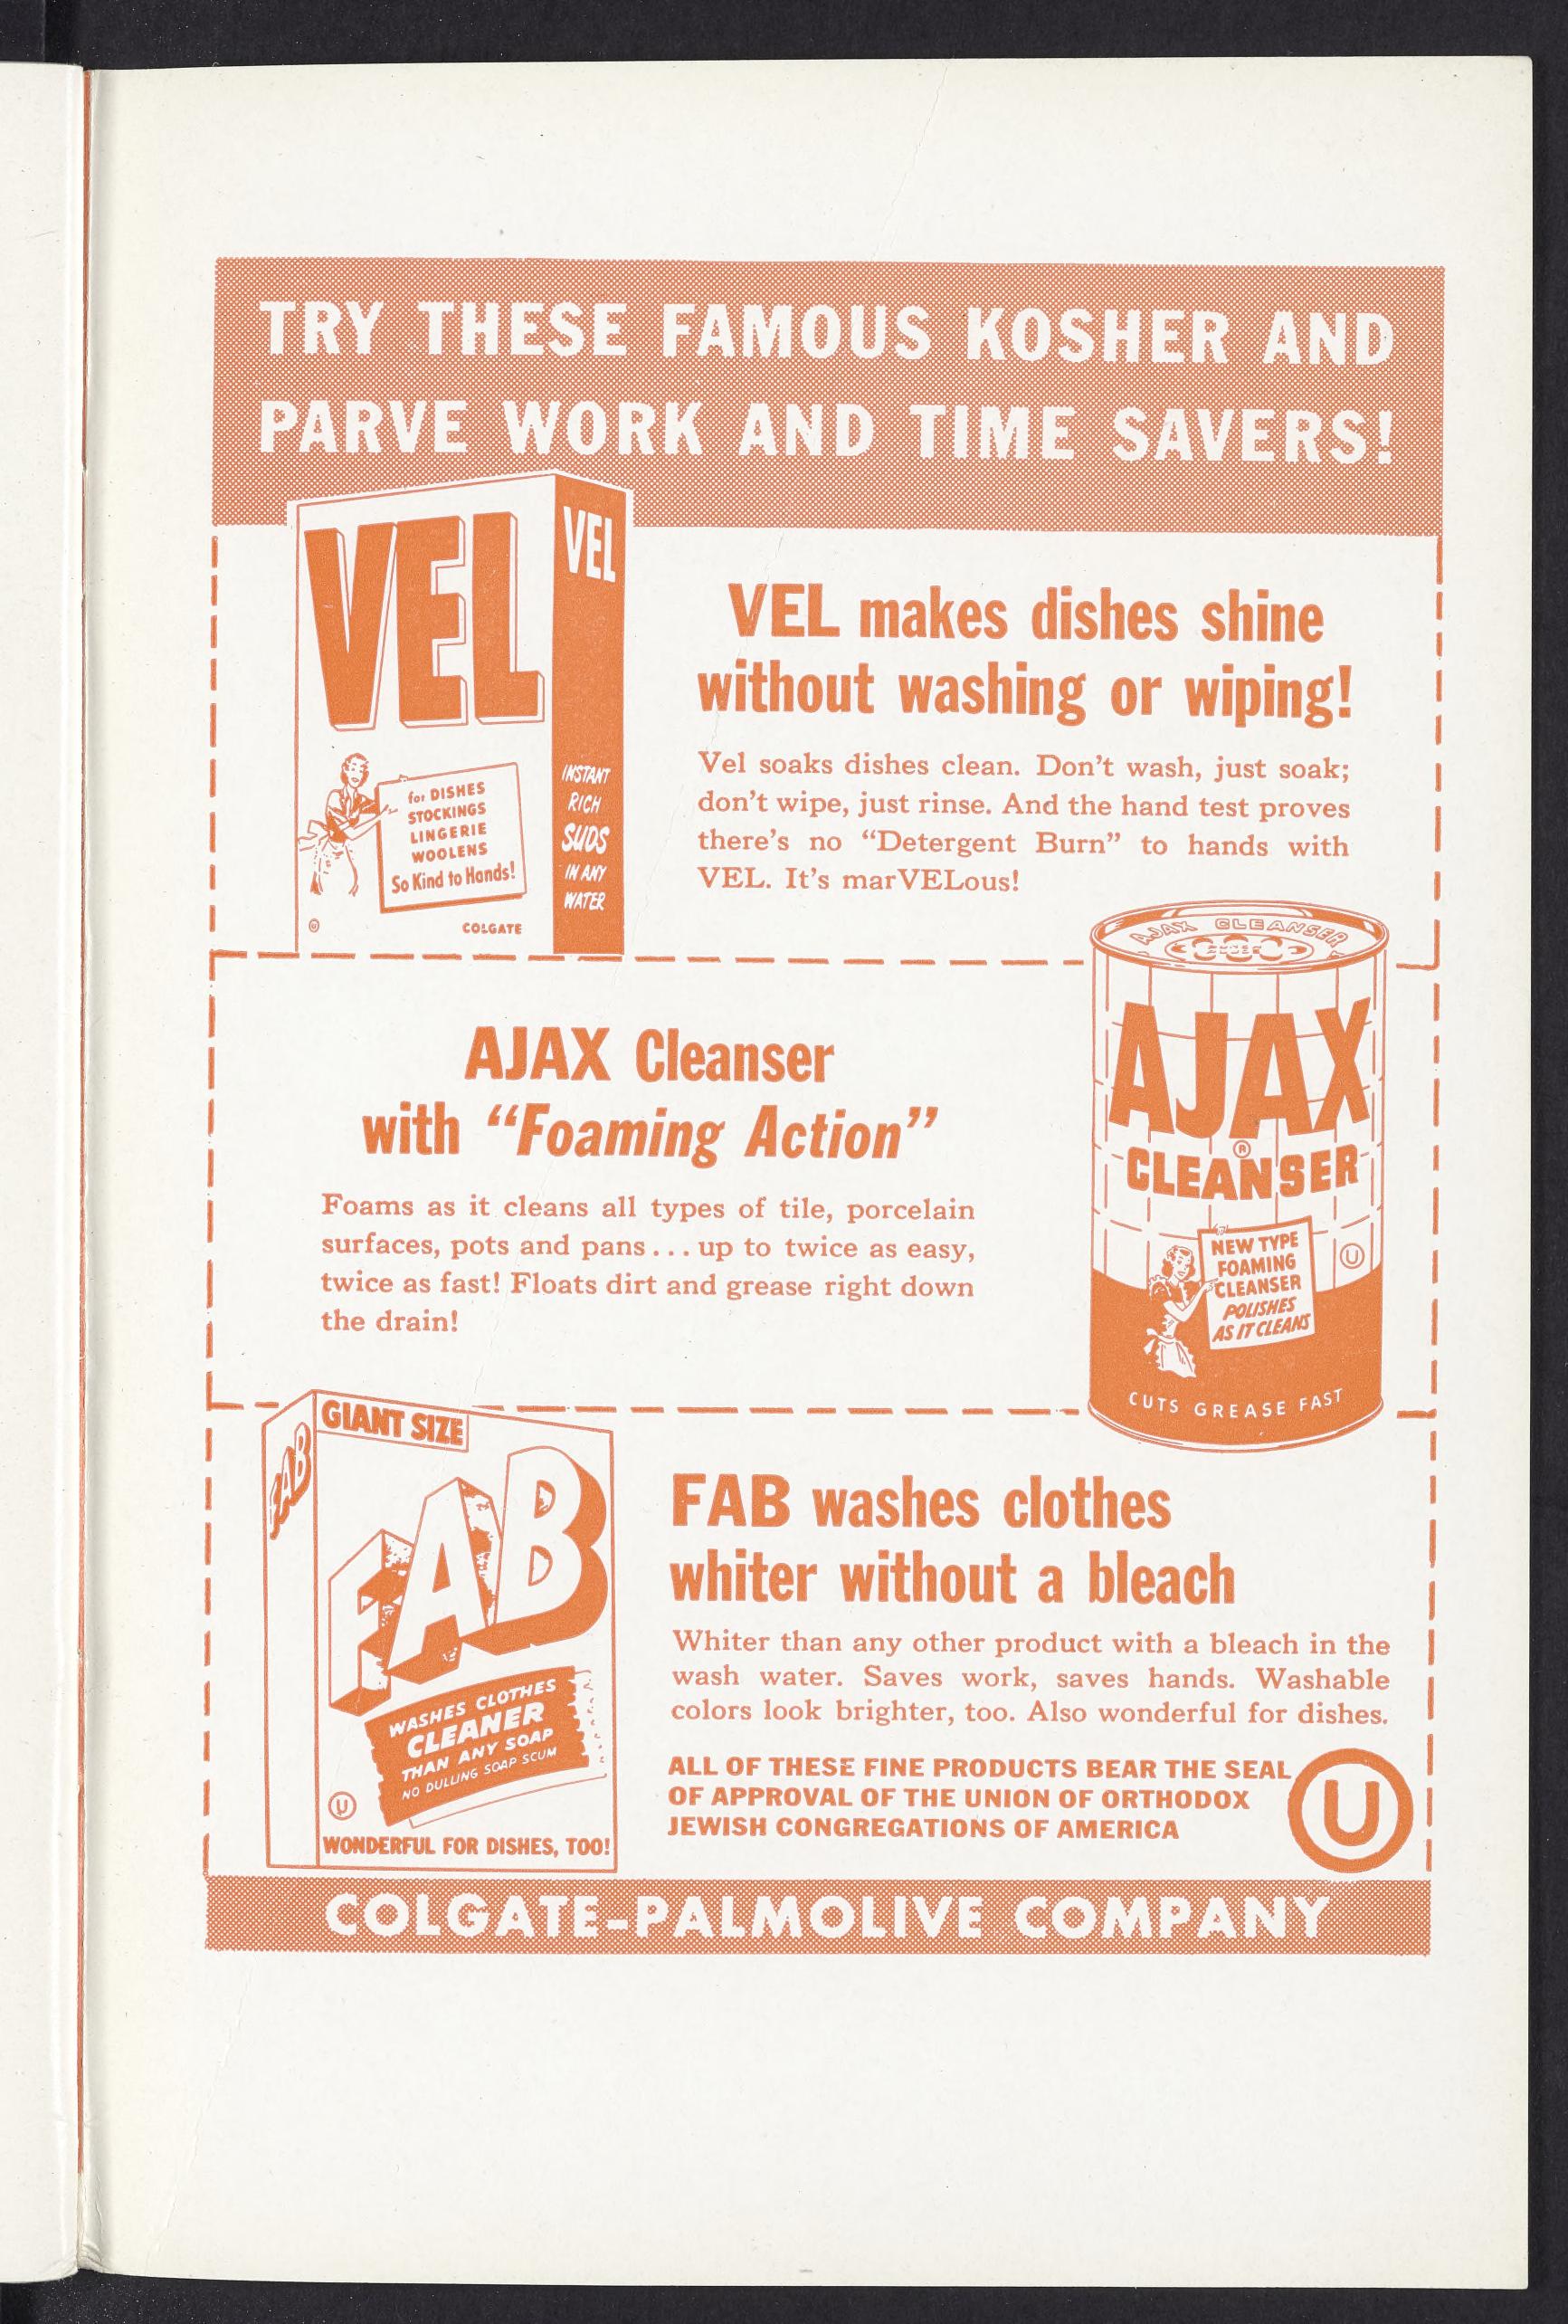 TRY THESE FAMOUS KOSHER AND
PARVE WORK AND TIME SAVERS!
VEL
VEL
for DISHES
STOCKINGS
LINGERIE
WOOLENS
So Kind to Hands!
U
COLGATE
INSTANT
RICH
SUDS
IN ANY
WATER
VEL makes dishes shine
without washing or wiping!
Vel soaks dishes clean. Don't wash, just soak;
don't wipe, just rinse. And the hand test proves
there's no “Detergent Burn” to hands with
VEL. It's marVELous!
AJAX Cleanser
with “Foaming Action”
Foams as it cleans all types of tile, porcelain
surfaces, pots and pans... up to twice as easy,
twice as fast! Floats dirt and grease right down
the drain!
AJAX CLEANSER
AJAX
®
CLEANSER
NEW TYPE
FOAMING
CLEANSER
POLISHES
AS IT CLEANS
U
CUTS GREASE FAST
FAB
GIANT SIZE
FAB
WASHES CLOTHES
CLEANER
THAN ANY SOAP
NO DULLING SOAP SCUM
U
WONDERFUL FOR DISHES, TOO!
FAB washes clothes
whiter without a bleach
Whiter than any other product with a bleach in the
wash water. Saves work, saves hands. Washable
colors look brighter, too. Also wonderful for dishes.
ALL OF THESE FINE PRODUCTS BEAR THE SEAL
OF APPROVAL OF THE UNION OF ORTHODOX
JEWISH CONGREGATIONS OF AMERICA
U
COLGATE-PALMOLIVE COMPANY